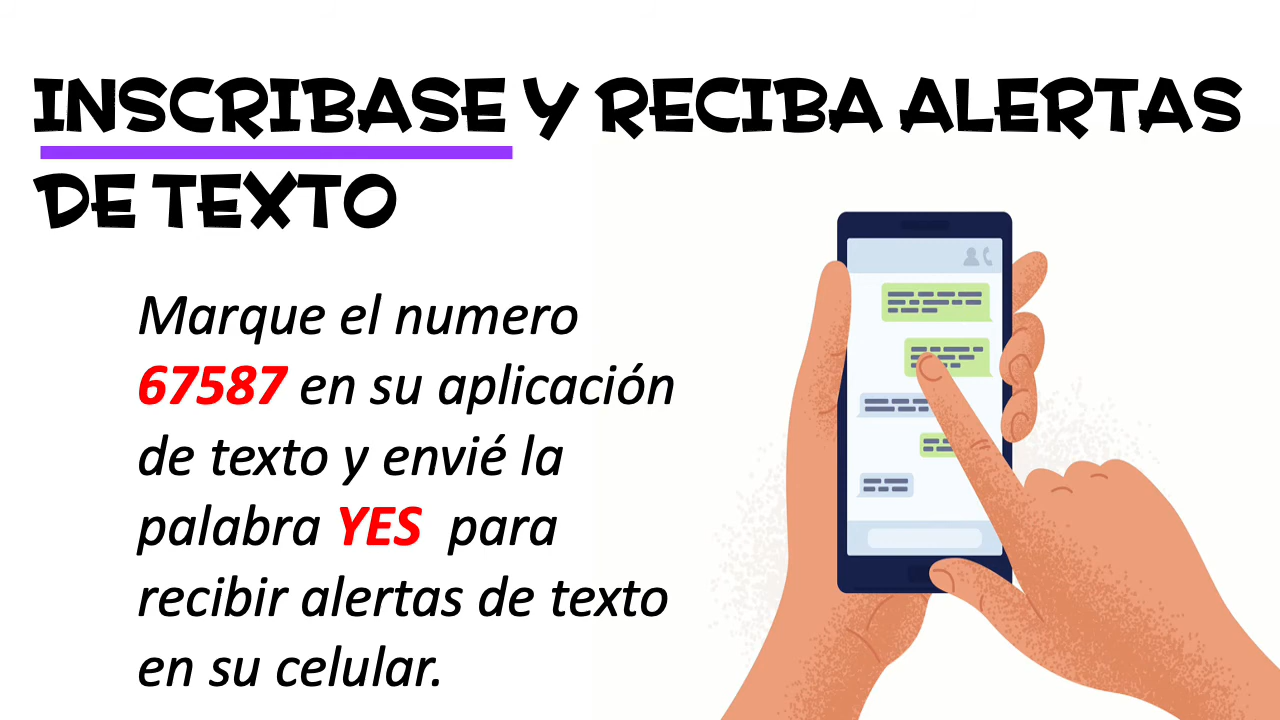 INSCRIBASE Y RECIBA ALERTAS
DE TEXTO
Marque el numero
67587 en su aplicación
de texto y envié la
palabra YES para
recibir alertas de texto
en su celular.